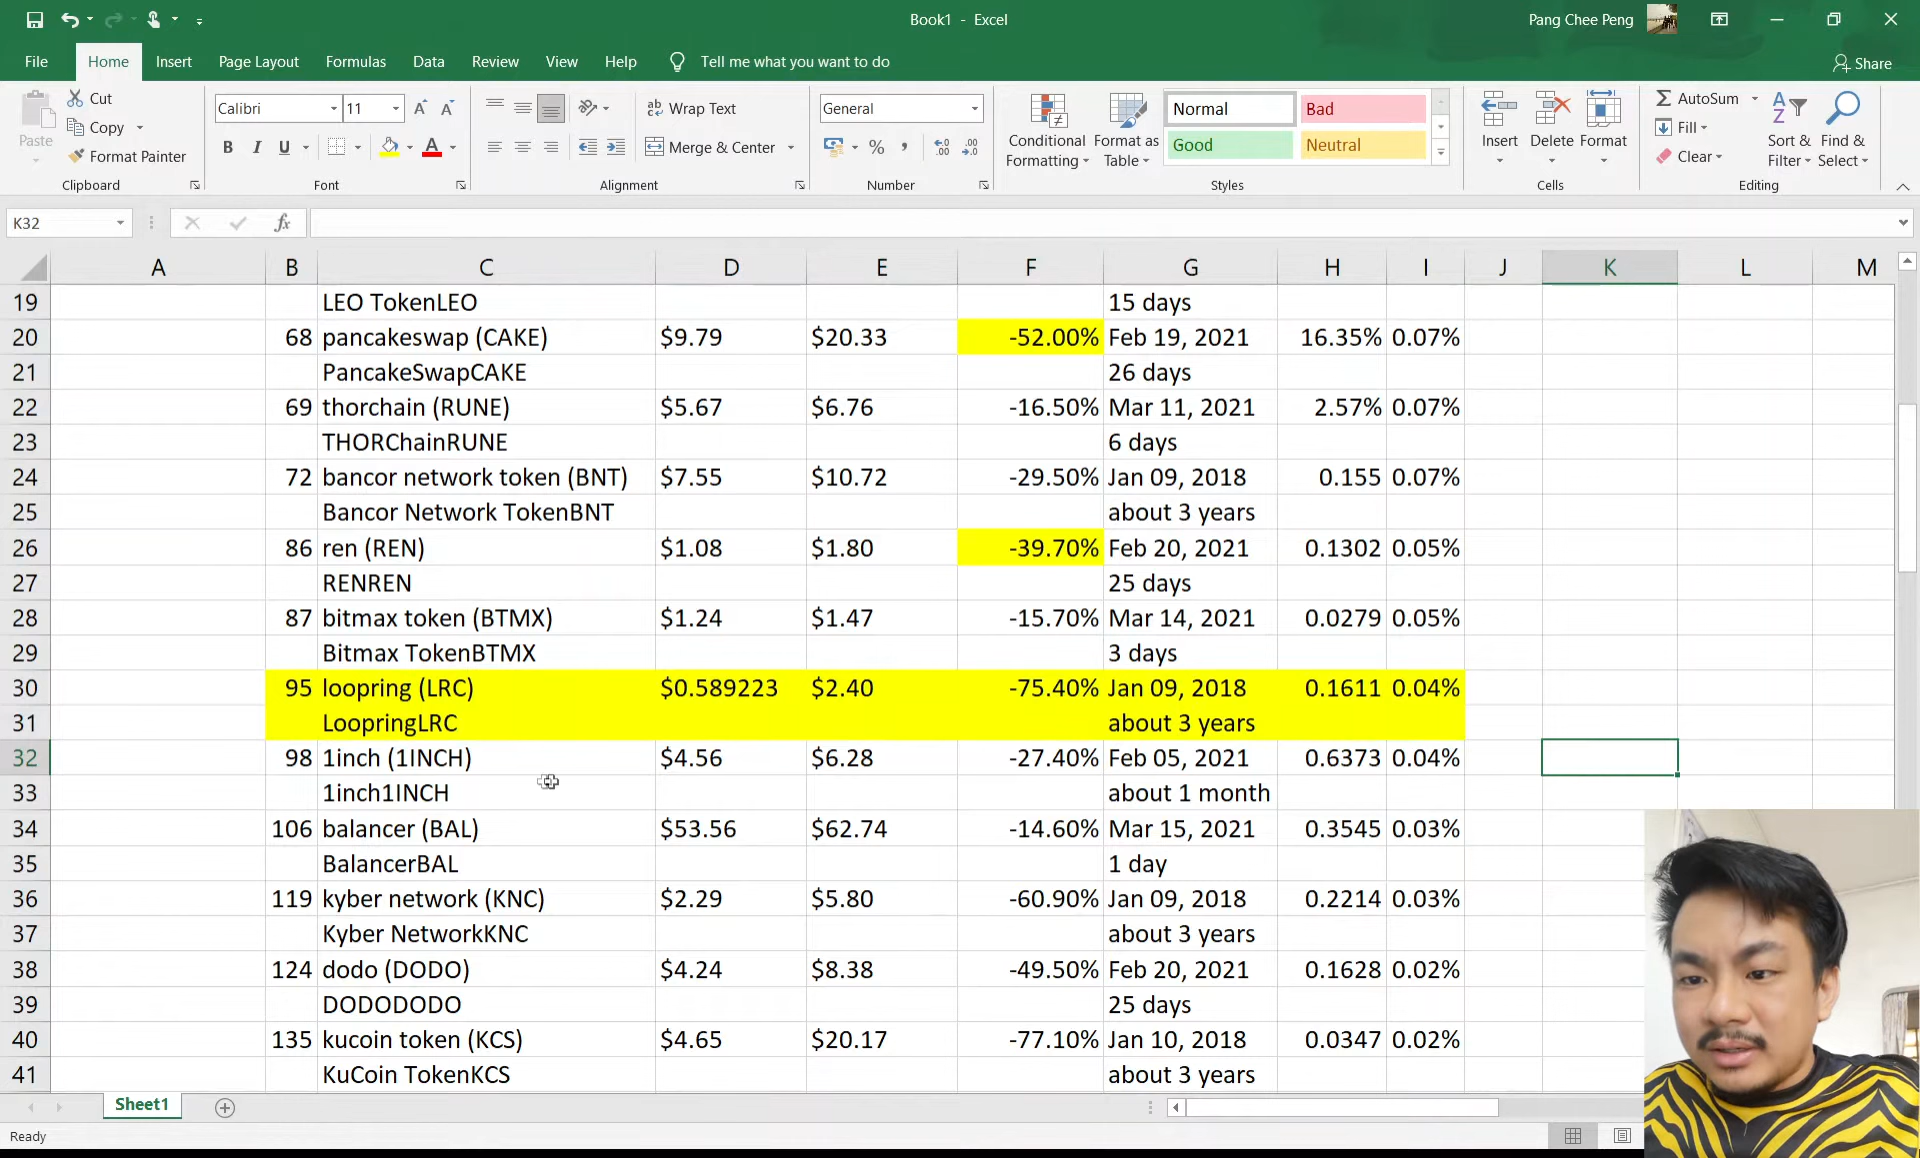 Book1 - Excel
Pang Chee Peng
File Home Insert Page Layout Formulas Data Review View Help Tell me what you want to do
Share
Paste
Cut
Copy
Format Painter
Clipboard
Calibri 11
B I U
Font
ab Wrap Text
Merge & Center
Alignment
General
Number
Conditional Formatting
Format as Table
Normal Bad
Good Neutral
Styles
Insert Delete Format
Cells
AutoSum
Fill
Clear
Sort & Filter
Find & Select
Editing
K32
fx
A B C D E F G H I J K L M
19 LEO TokenLEO 15 days
20 68 pancakeswap (CAKE) $9.79 $20.33 -52.00% Feb 19, 2021 16.35% 0.07%
21 PancakeSwapCAKE 26 days
22 69 thorchain (RUNE) $5.67 $6.76 -16.50% Mar 11, 2021 2.57% 0.07%
23 THORChainRUNE 6 days
24 72 bancor network token (BNT) $7.55 $10.72 -29.50% Jan 09, 2018 0.155 0.07%
25 Bancor Network TokenBNT about 3 years
26 86 ren (REN) $1.08 $1.80 -39.70% Feb 20, 2021 0.1302 0.05%
27 RENREN 25 days
28 87 bitmax token (BTMX) $1.24 $1.47 -15.70% Mar 14, 2021 0.0279 0.05%
29 Bitmax TokenBTMX 3 days
30 95 loopring (LRC) $0.589223 $2.40 -75.40% Jan 09, 2018 0.1611 0.04%
31 LoopringLRC about 3 years
32 98 1inch (1INCH) $4.56 $6.28 -27.40% Feb 05, 2021 0.6373 0.04%
33 1inch1INCH about 1 month
34 106 balancer (BAL) $53.56 $62.74 -14.60% Mar 15, 2021 0.3545 0.03%
35 BalancerBAL 1 day
36 119 kyber network (KNC) $2.29 $5.80 -60.90% Jan 09, 2018 0.2214 0.03%
37 Kyber NetworkKNC about 3 years
38 124 dodo (DODO) $4.24 $8.38 -49.50% Feb 20, 2021 0.1628 0.02%
39 DODODODO 25 days
40 135 kucoin token (KCS) $4.65 $20.17 -77.10% Jan 10, 2018 0.0347 0.02%
41 KuCoin TokenKCS about 3 years
Sheet1
Ready